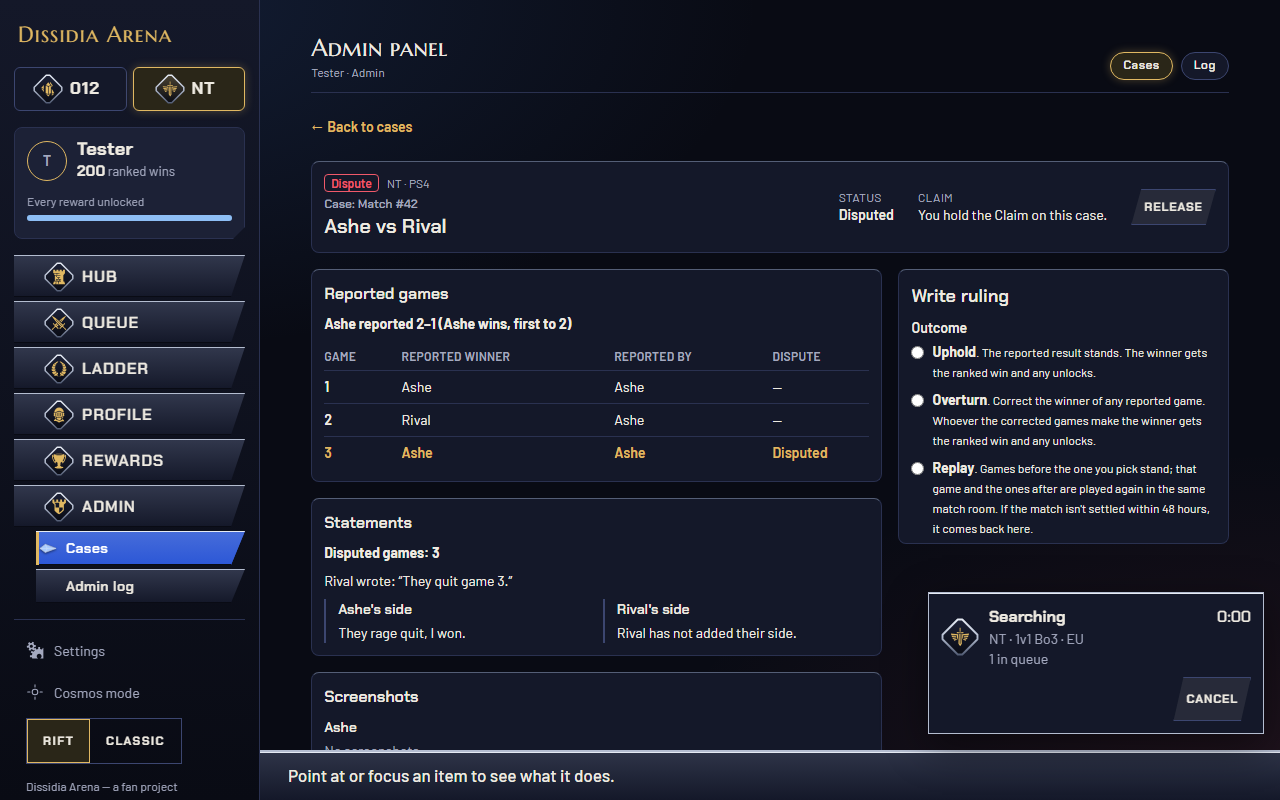 Dissidia Arena
012
NT
T
Tester
200 ranked wins
Every reward unlocked
HUB
QUEUE
LADDER
PROFILE
REWARDS
ADMIN
Cases
Admin log
Settings
Cosmos mode
RIFT
CLASSIC
Dissidia Arena — a fan project
Admin panel
Tester · Admin
Cases
Log
← Back to cases
Dispute
NT · PS4
Case: Match #42
Ashe vs Rival
STATUS
Disputed
CLAIM
You hold the Claim on this case.
RELEASE
Reported games
Ashe reported 2–1 (Ashe wins, first to 2)
GAME REPORTED WINNER REPORTED BY DISPUTE
1 Ashe Ashe —
2 Rival Ashe —
3 Ashe Ashe Disputed
Statements
Disputed games: 3
Rival wrote: “They quit game 3.”
Ashe's side
They rage quit, I won.
Rival's side
Rival has not added their side.
Screenshots
Ashe
No screenshots
Write ruling
Outcome
Uphold. The reported result stands. The winner gets
the ranked win and any unlocks.
Overturn. Correct the winner of any reported game.
Whoever the corrected games make the winner gets
the ranked win and any unlocks.
Replay. Games before the one you pick stand; that
game and the ones after are played again in the same
match room. If the match isn't settled within 48 hours,
it comes back here.
Searching
0:00
NT · 1v1 Bo3 · EU
1 in queue
CANCEL
Point at or focus an item to see what it does.